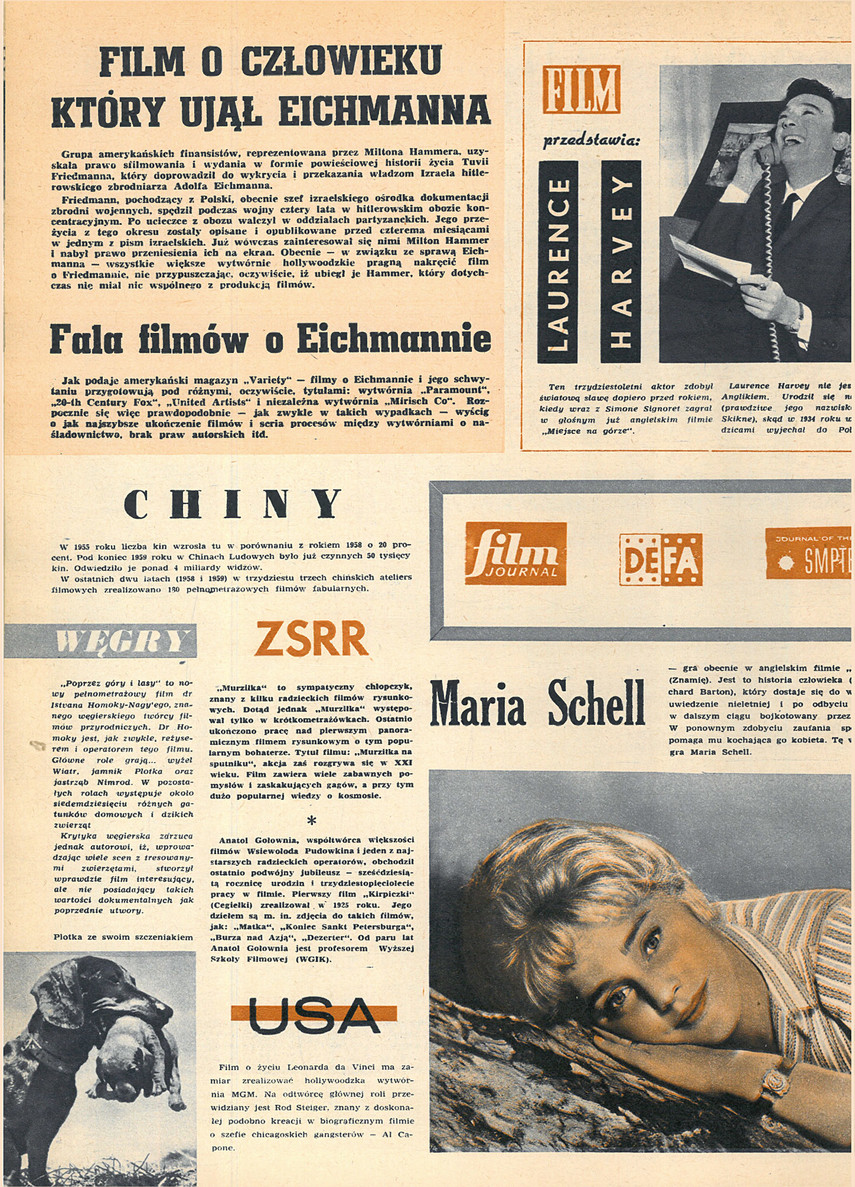 FILM O CZŁOWIEKU
KTÓRY UJĄŁ EICHMANNA
Grupa amerykańskich finansistów, reprezentowana przez Miltona Hammera, uzy-
skała prawo sfilmowania i wydania w formie powieściowej historii życia Tuvii
Friedmanna, który doprowadził do wykrycia i przekazania władzom Izraela hitle-
rowskiego zbrodniarza Adolfa Eichmanna.
Friedmann, pochodzący z Polski, obecnie szef izraelskiego ośrodka dokumentacji
zbrodni wojennych, spędził podczas wojny cztery lata w hitlerowskim obozie kon-
centracyjnym. Po ucieczce z obozu walczył w oddziałach partyzanckich. Jego prze-
życia z tego okresu zostały opisane i opublikowane przed czterema miesiącami
w jednym z pism izraelskich. Już wówczas zainteresował się nimi Milton Hammer
i nabył prawo przeniesienia ich na ekran. Obecnie — w związku ze sprawą Eich-
manna — wszystkie większe wytwórnie hollywoodzkie pragną nakręcić film
o Friedmannie, nie przypuszczając, oczywiście, iż ubiegł je Hammer, który dotych-
czas nie miał nic wspólnego z produkcją filmów.
Fala filmów o Eichmannie
Jak podaje amerykański magazyn „Variety" — filmy o Eichmannie i jego schwy-
taniu przygotowują pod różnymi, oczywiście, tytułami: wytwórnia „Paramount",
„20-th Century Fox", „United Artists" i niezależna wytwórnia „Mirisch Co". Roz-
pocznie się więc prawdopodobnie — jak zwykle w takich wypadkach — wyścig
o jak najszybsze ukończenie filmów i seria procesów między wytwórniami o na-
śladownictwo, brak praw autorskich itd.
FILM
przedstawia:
LAURENCE
HARVEY
Ten trzydziestoletni aktor zdobył
światową sławę dopiero przed rokiem,
kiedy wraz z Simone Signoret zagrał
w głośnym już angielskim filmie
„Miejsce na górze".
Laurence Harvey nie jes
Anglikiem. Urodził się n
(prawdziwe jego nazwisk
Skikne), skąd w 1934 roku w
dzicami wyjechał do Pol
CHINY
W 1955 roku liczba kin wzrosła tu w porównaniu z rokiem 1958 o 20 pro-
cent. Pod koniec 1959 roku w Chinach Ludowych było już czynnych 50 tysięcy
kin. Odwiedziło je ponad 4 miliardy widzów.
W ostatnich dwu latach (1958 i 1959) w trzydziestu trzech chińskich ateliers
filmowych zrealizowano 180 pełnometrażowych filmów fabularnych.
film
JOURNAL
DEFA
JOURNAL OF THE
SMPTE
WĘGRY
„Poprzez góry i lasy" to no-
wy pełnometrażowy film dr
Istvana Homoky-Nagy'ego, zna-
nego węgierskiego twórcy fil-
mów przyrodniczych. Dr Ho-
moky jest, jak zwykle, reżyse-
rem i operatorem tego filmu.
Główne role grają... wyżeł
Wiatr, jamnik Plotka oraz
jastrząb Nimrod. W pozosta-
łych rolach występuje około
siedemdziesięciu różnych ga-
tunków domowych i dzikich
zwierząt
Krytyka węgierska zarzuca
jednak autorowi, iż, wprowa-
dzając wiele scen z tresowany-
mi zwierzętami, stworzył
wprawdzie film interesujący,
ale nie posiadający takich
wartości dokumentalnych jak
poprzednie utwory.
Plotka ze swoim szczeniakiem
ZSRR
„Murziłka" to sympatyczny chłopczyk,
znany z kilku radzieckich filmów rysunko-
wych. Dotąd jednak „Murziłka" występo-
wał tylko w krótkometrażówkach. Ostatnio
ukończono pracę nad pierwszym panora-
micznym filmem rysunkowym o tym popu-
larnym bohaterze. Tytuł filmu: „Murziłka na
sputniku", akcja zaś rozgrywa się w XXI
wieku. Film zawiera wiele zabawnych po-
mysłów i zaskakujących gagów, a przy tym
dużo popularnej wiedzy o kosmosie.
*
Anatol Gołownia, współtwórca większości
filmów Wsiewołoda Pudowkina i jeden z naj-
starszych radzieckich operatorów, obchodził
ostatnio podwójny jubileusz — sześćdziesią-
tą rocznicę urodzin i trzydziestopięciolecie
pracy w filmie. Pierwszy film „Kirpiczki"
(Cegiełki) zrealizował w 1925 roku. Jego
dziełem są m. in. zdjęcia do takich filmów,
jak: „Matka", „Koniec Sankt Petersburga",
„Burza nad Azją", „Dezerter". Od paru lat
Anatol Gołownia jest profesorem Wyższej
Szkoły Filmowej (WGIK).
USA
Film o życiu Leonarda da Vinci ma za-
miar zrealizować hollywoodzka wytwór-
nia MGM. Na odtwórcę głównej roli prze-
widziany jest Rod Steiger, znany z doskona-
łej podobno kreacji w biograficznym filmie
o szefie chicagoskich gangsterów — Al Ca-
pone.
Maria Schell
— gra obecnie w angielskim filmie „
(Znamię). Jest to historia człowieka (
chard Barton), który dostaje się do w
uwiedzenie nieletniej i po odbyciu
w dalszym ciągu bojkotowany przez
W ponownym zdobyciu zaufania sp
pomaga mu kochająca go kobieta. Tę
gra Maria Schell.